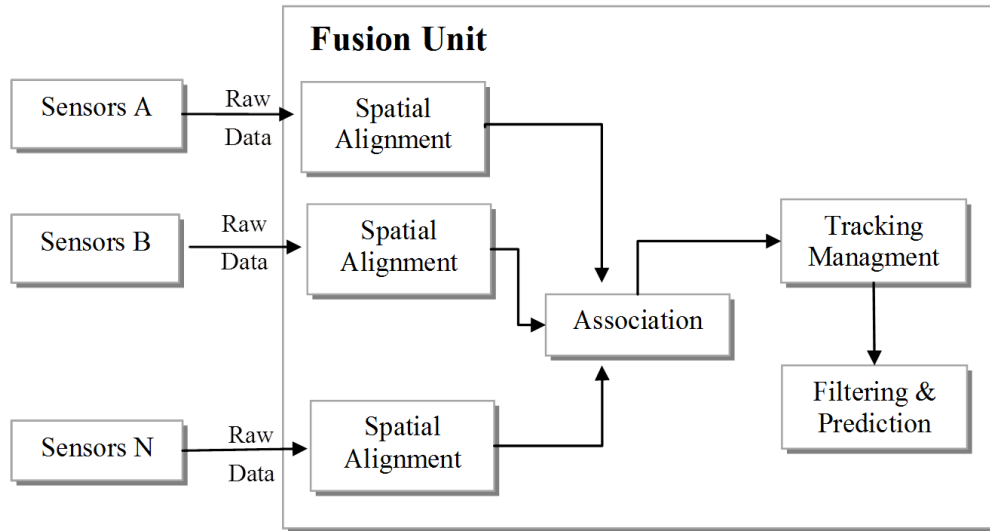 Fusion Unit
Sensors A
Raw
Data
Spatial
Alignment
Sensors B
Raw
Data
Spatial
Alignment
Tracking
Managment
Association
Filtering &
Prediction
Sensors N
Raw
Data
Spatial
Alignment